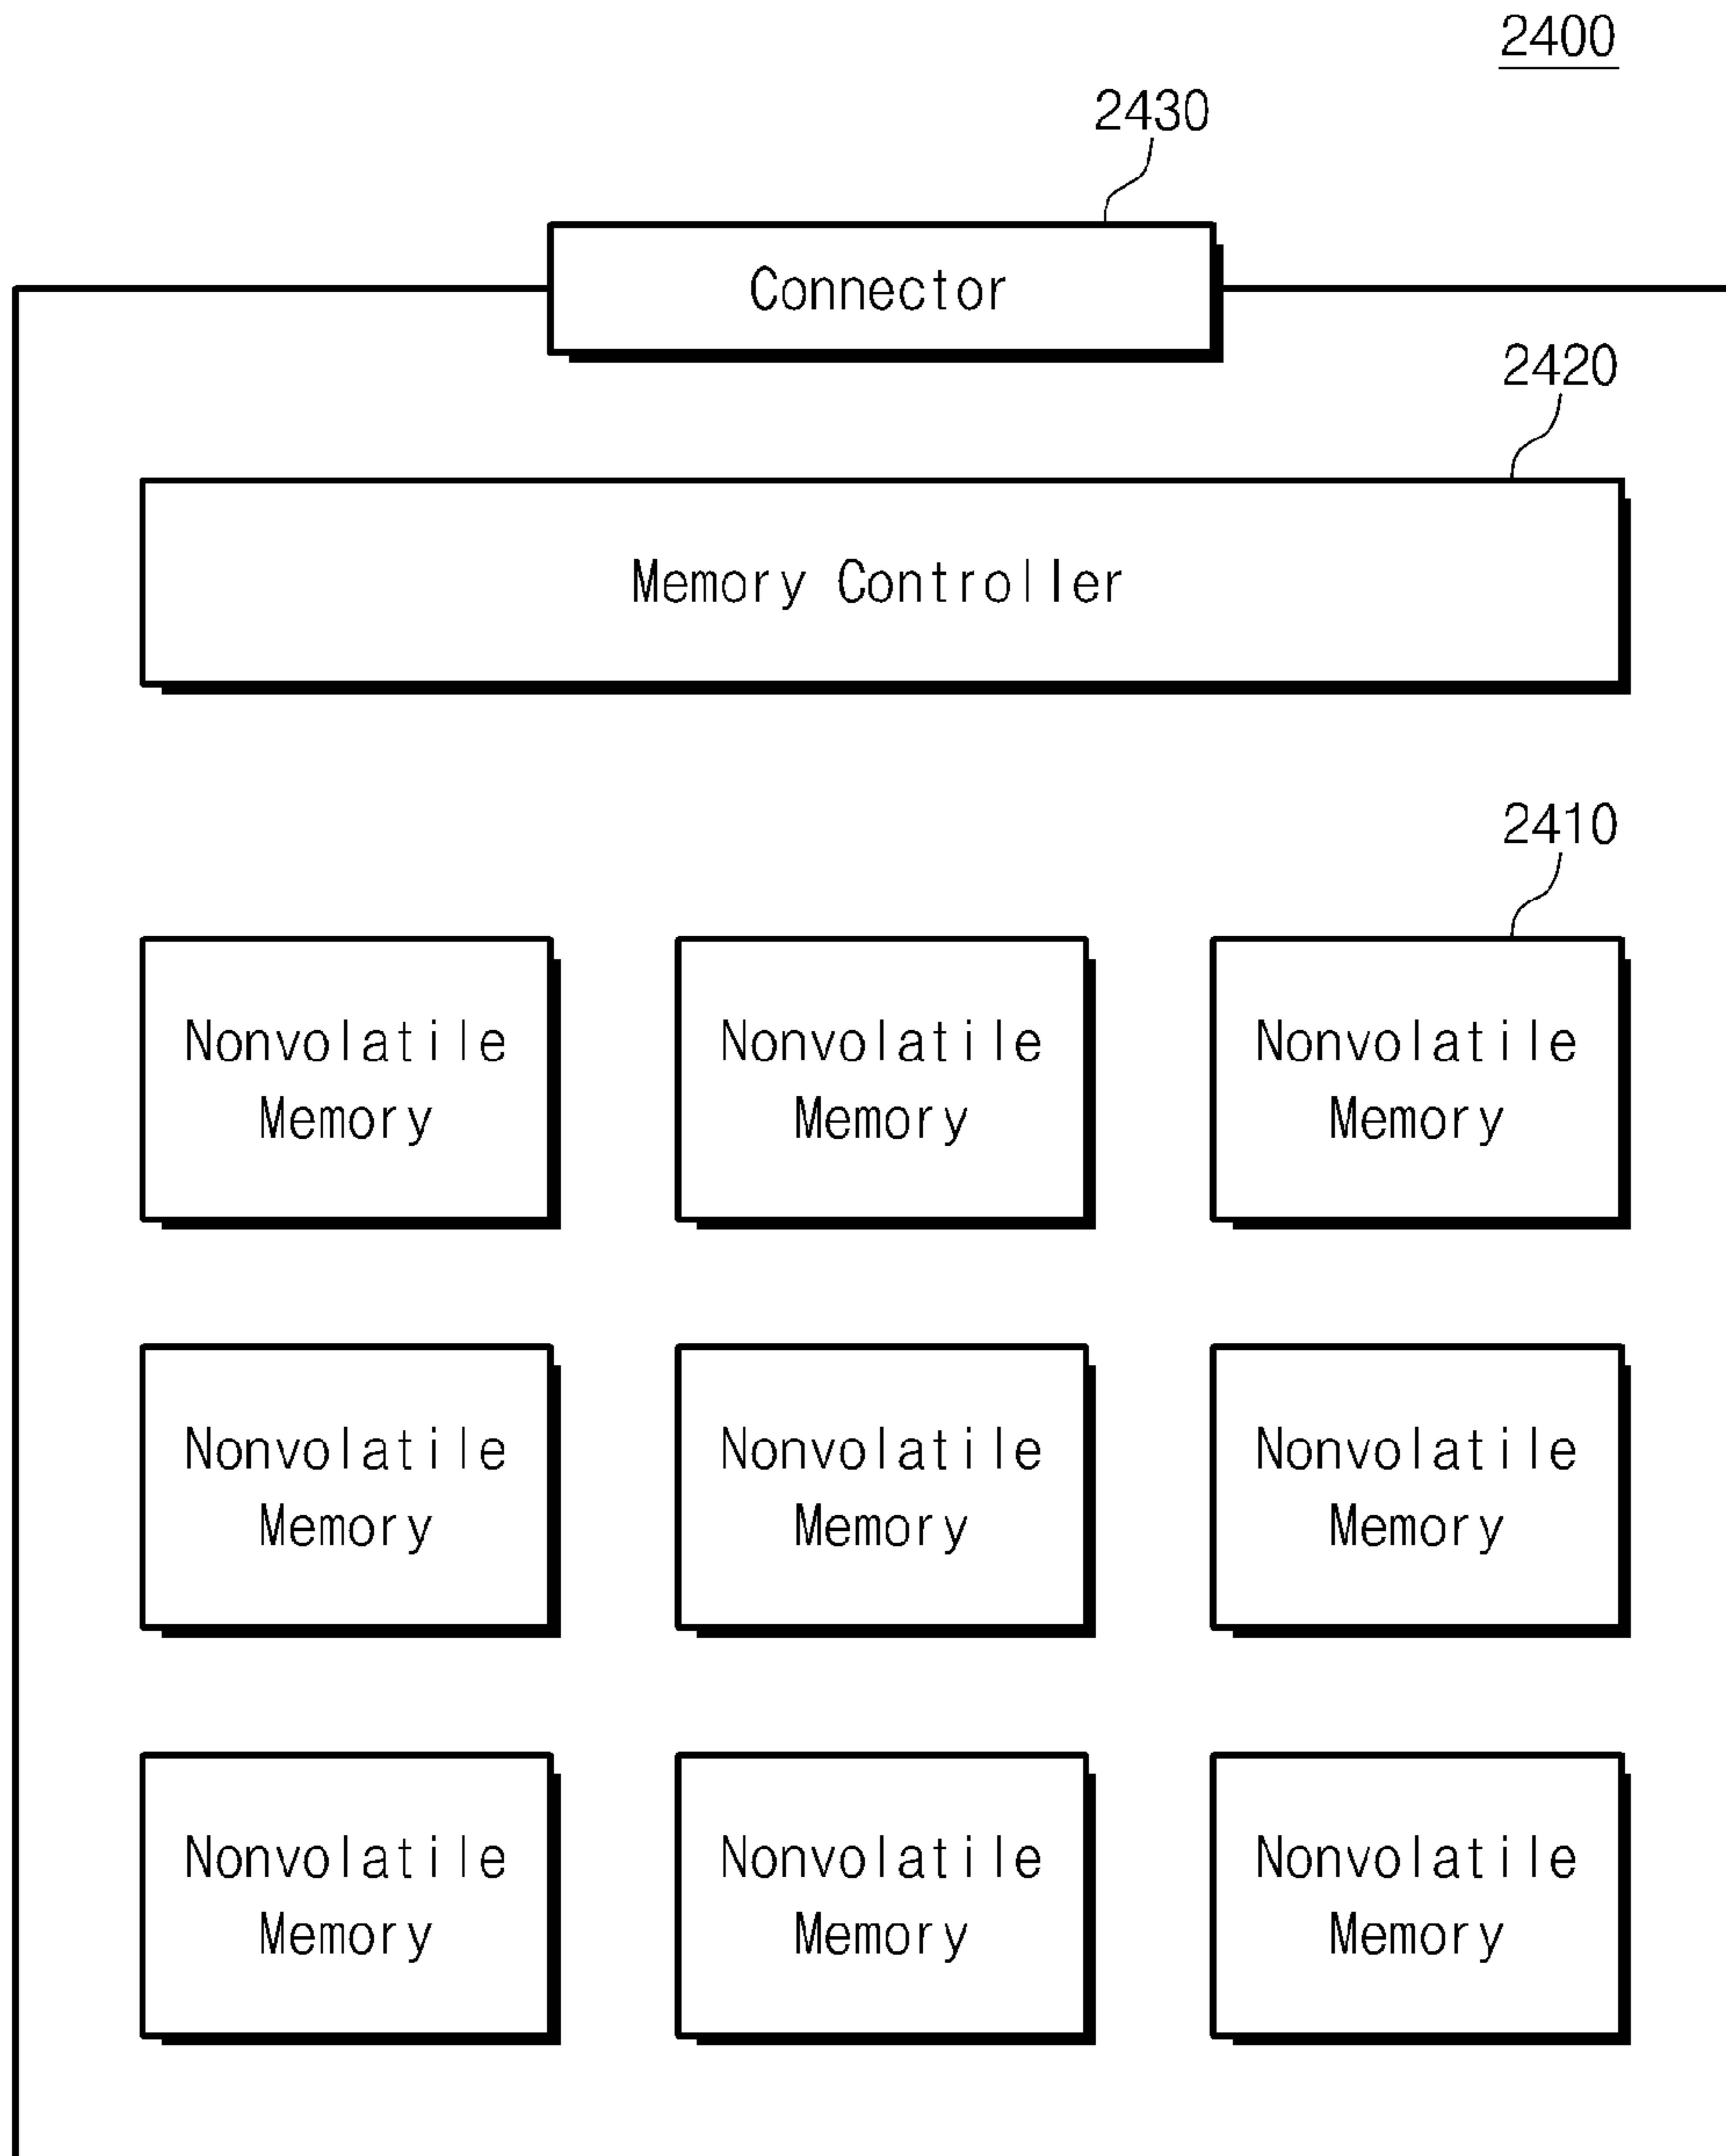 2400
2430
Connector
2420
Memory Controller
2410
Nonvolatile
Memory
Nonvolatile
Memory
Nonvolatile
Memory
Nonvolatile
Memory
Nonvolatile
Memory
Nonvolatile
Memory
Nonvolatile
Memory
Nonvolatile
Memory
Nonvolatile
Memory